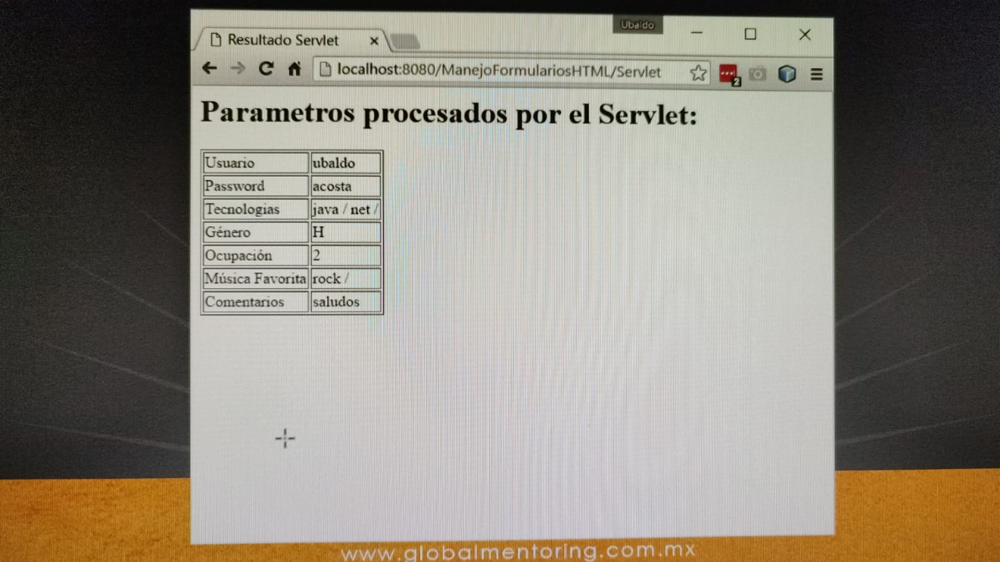 Ubaldo
Resultado Servlet
localhost:8080/ManejoFormulariosHTML/Servlet
2
Parametros procesados por el Servlet:
Usuario ubaldo
Password acosta
Tecnologias java / net /
Género H
Ocupación 2
Música Favorita rock /
Comentarios saludos
www.globalmentoring.com.mx